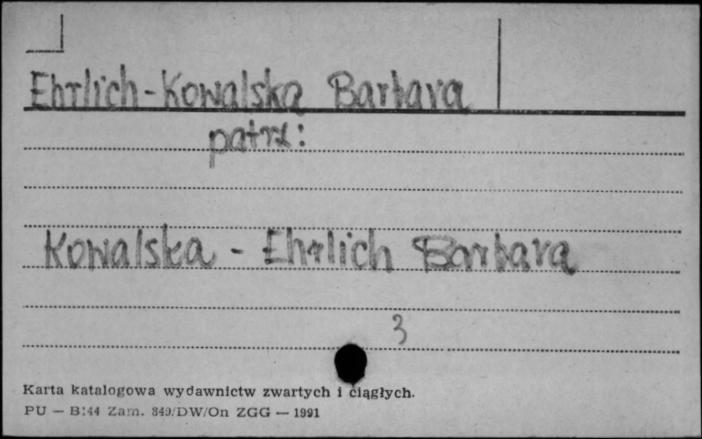 Ehrlich-Kowalska Barbara
patrz:
Kowalska - Ehrlich Barbara
3
Karta katalogowa wydawnictw zwartych i ciągłych.
PU — B:44 Zam. 849/DW/On ZGG — 1991